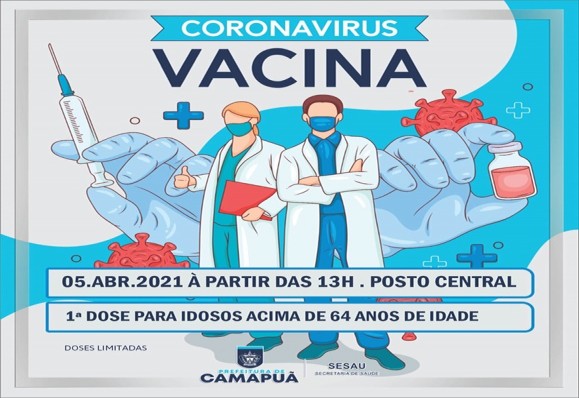 CORONAVIRUS
VACINA
05.ABR.2021 À PARTIR DAS 13H . POSTO CENTRAL
1ª DOSE PARA IDOSOS ACIMA DE 64 ANOS DE IDADE
DOSES LIMITADAS
PREFEITURA DE
CAMAPUÃ
SESAU
SECRETARIA DE SAÚDE